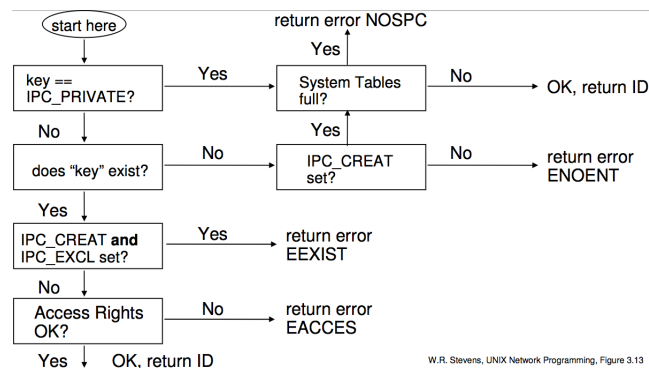 start here
return error NOSPC
Yes
key ==
IPC_PRIVATE?
Yes
System Tables
full?
No
OK, return ID
No
Yes
does “key” exist?
No
IPC_CREAT
set?
No
return error
ENOENT
Yes
IPC_CREAT and
IPC_EXCL set?
Yes
return error
EEXIST
No
Access Rights
OK?
No
return error
EACCES
Yes
OK, return ID
W.R. Stevens, UNIX Network Programming, Figure 3.13